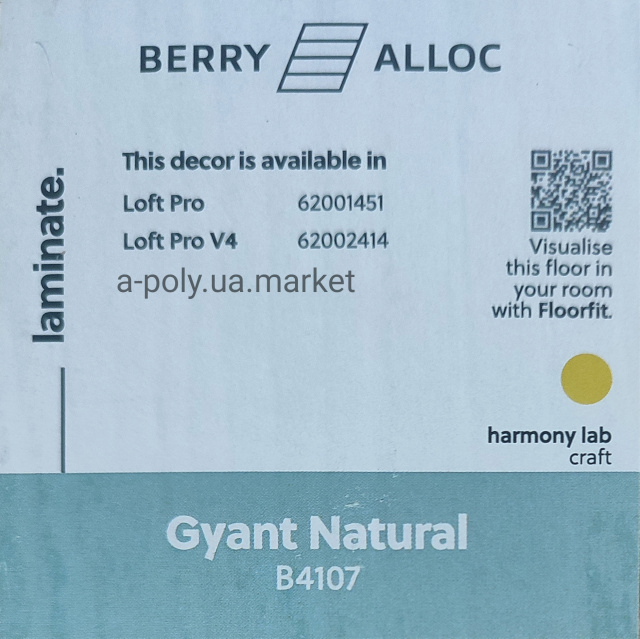 BERRY ALLOC
laminate.
This decor is available in
Loft Pro 62001451
Loft Pro V4 62002414
a-poly.ua.market
Visualise
this floor in
your room
with Floorfit.
harmony lab
craft
Gyant Natural
B4107